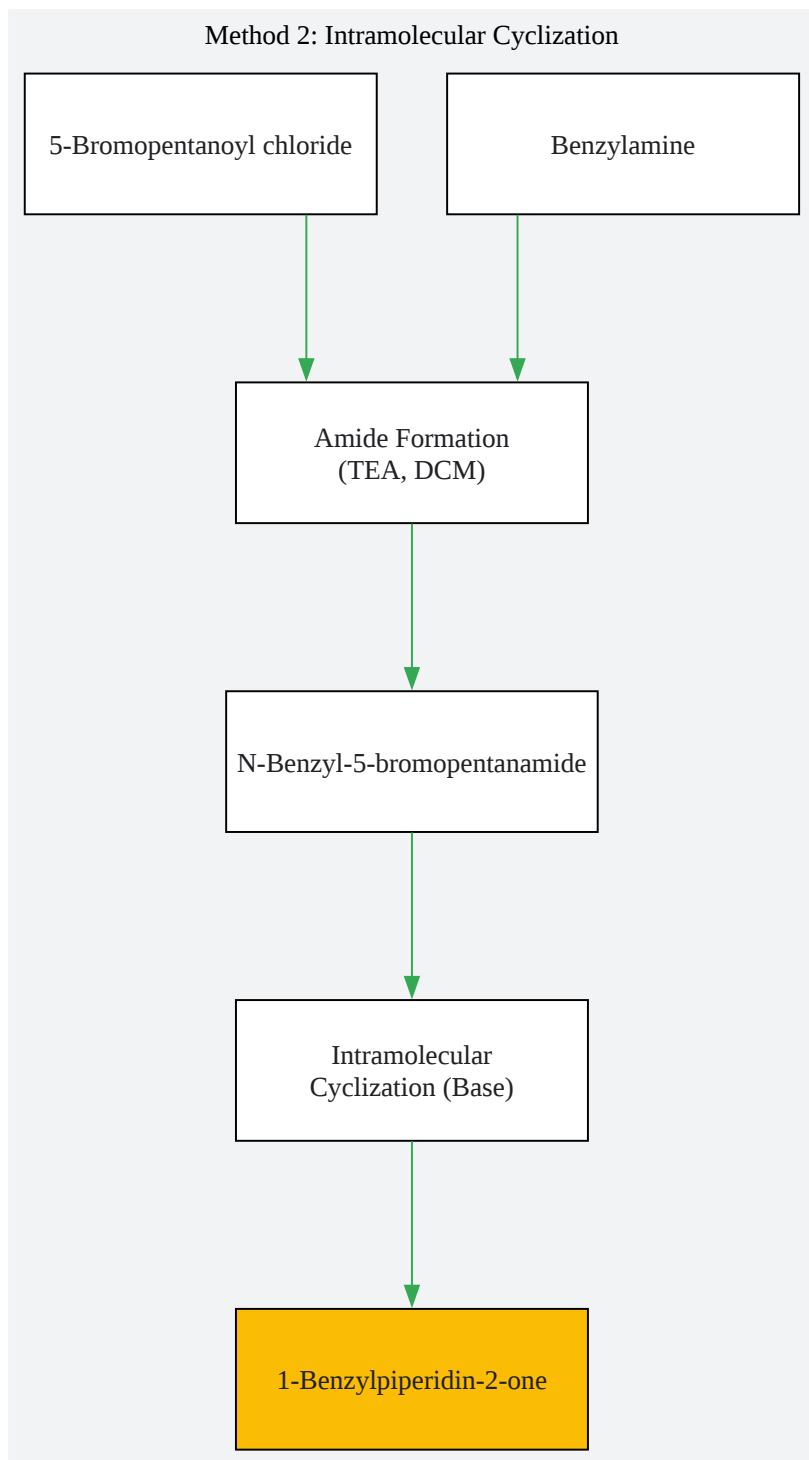 Method 2: Intramolecular Cyclization
5-Bromopentanoyl chloride
Benzylamine
Amide Formation
(TEA, DCM)
N-Benzyl-5-bromopentanamide
Intramolecular
Cyclization (Base)
1-Benzylpiperidin-2-one